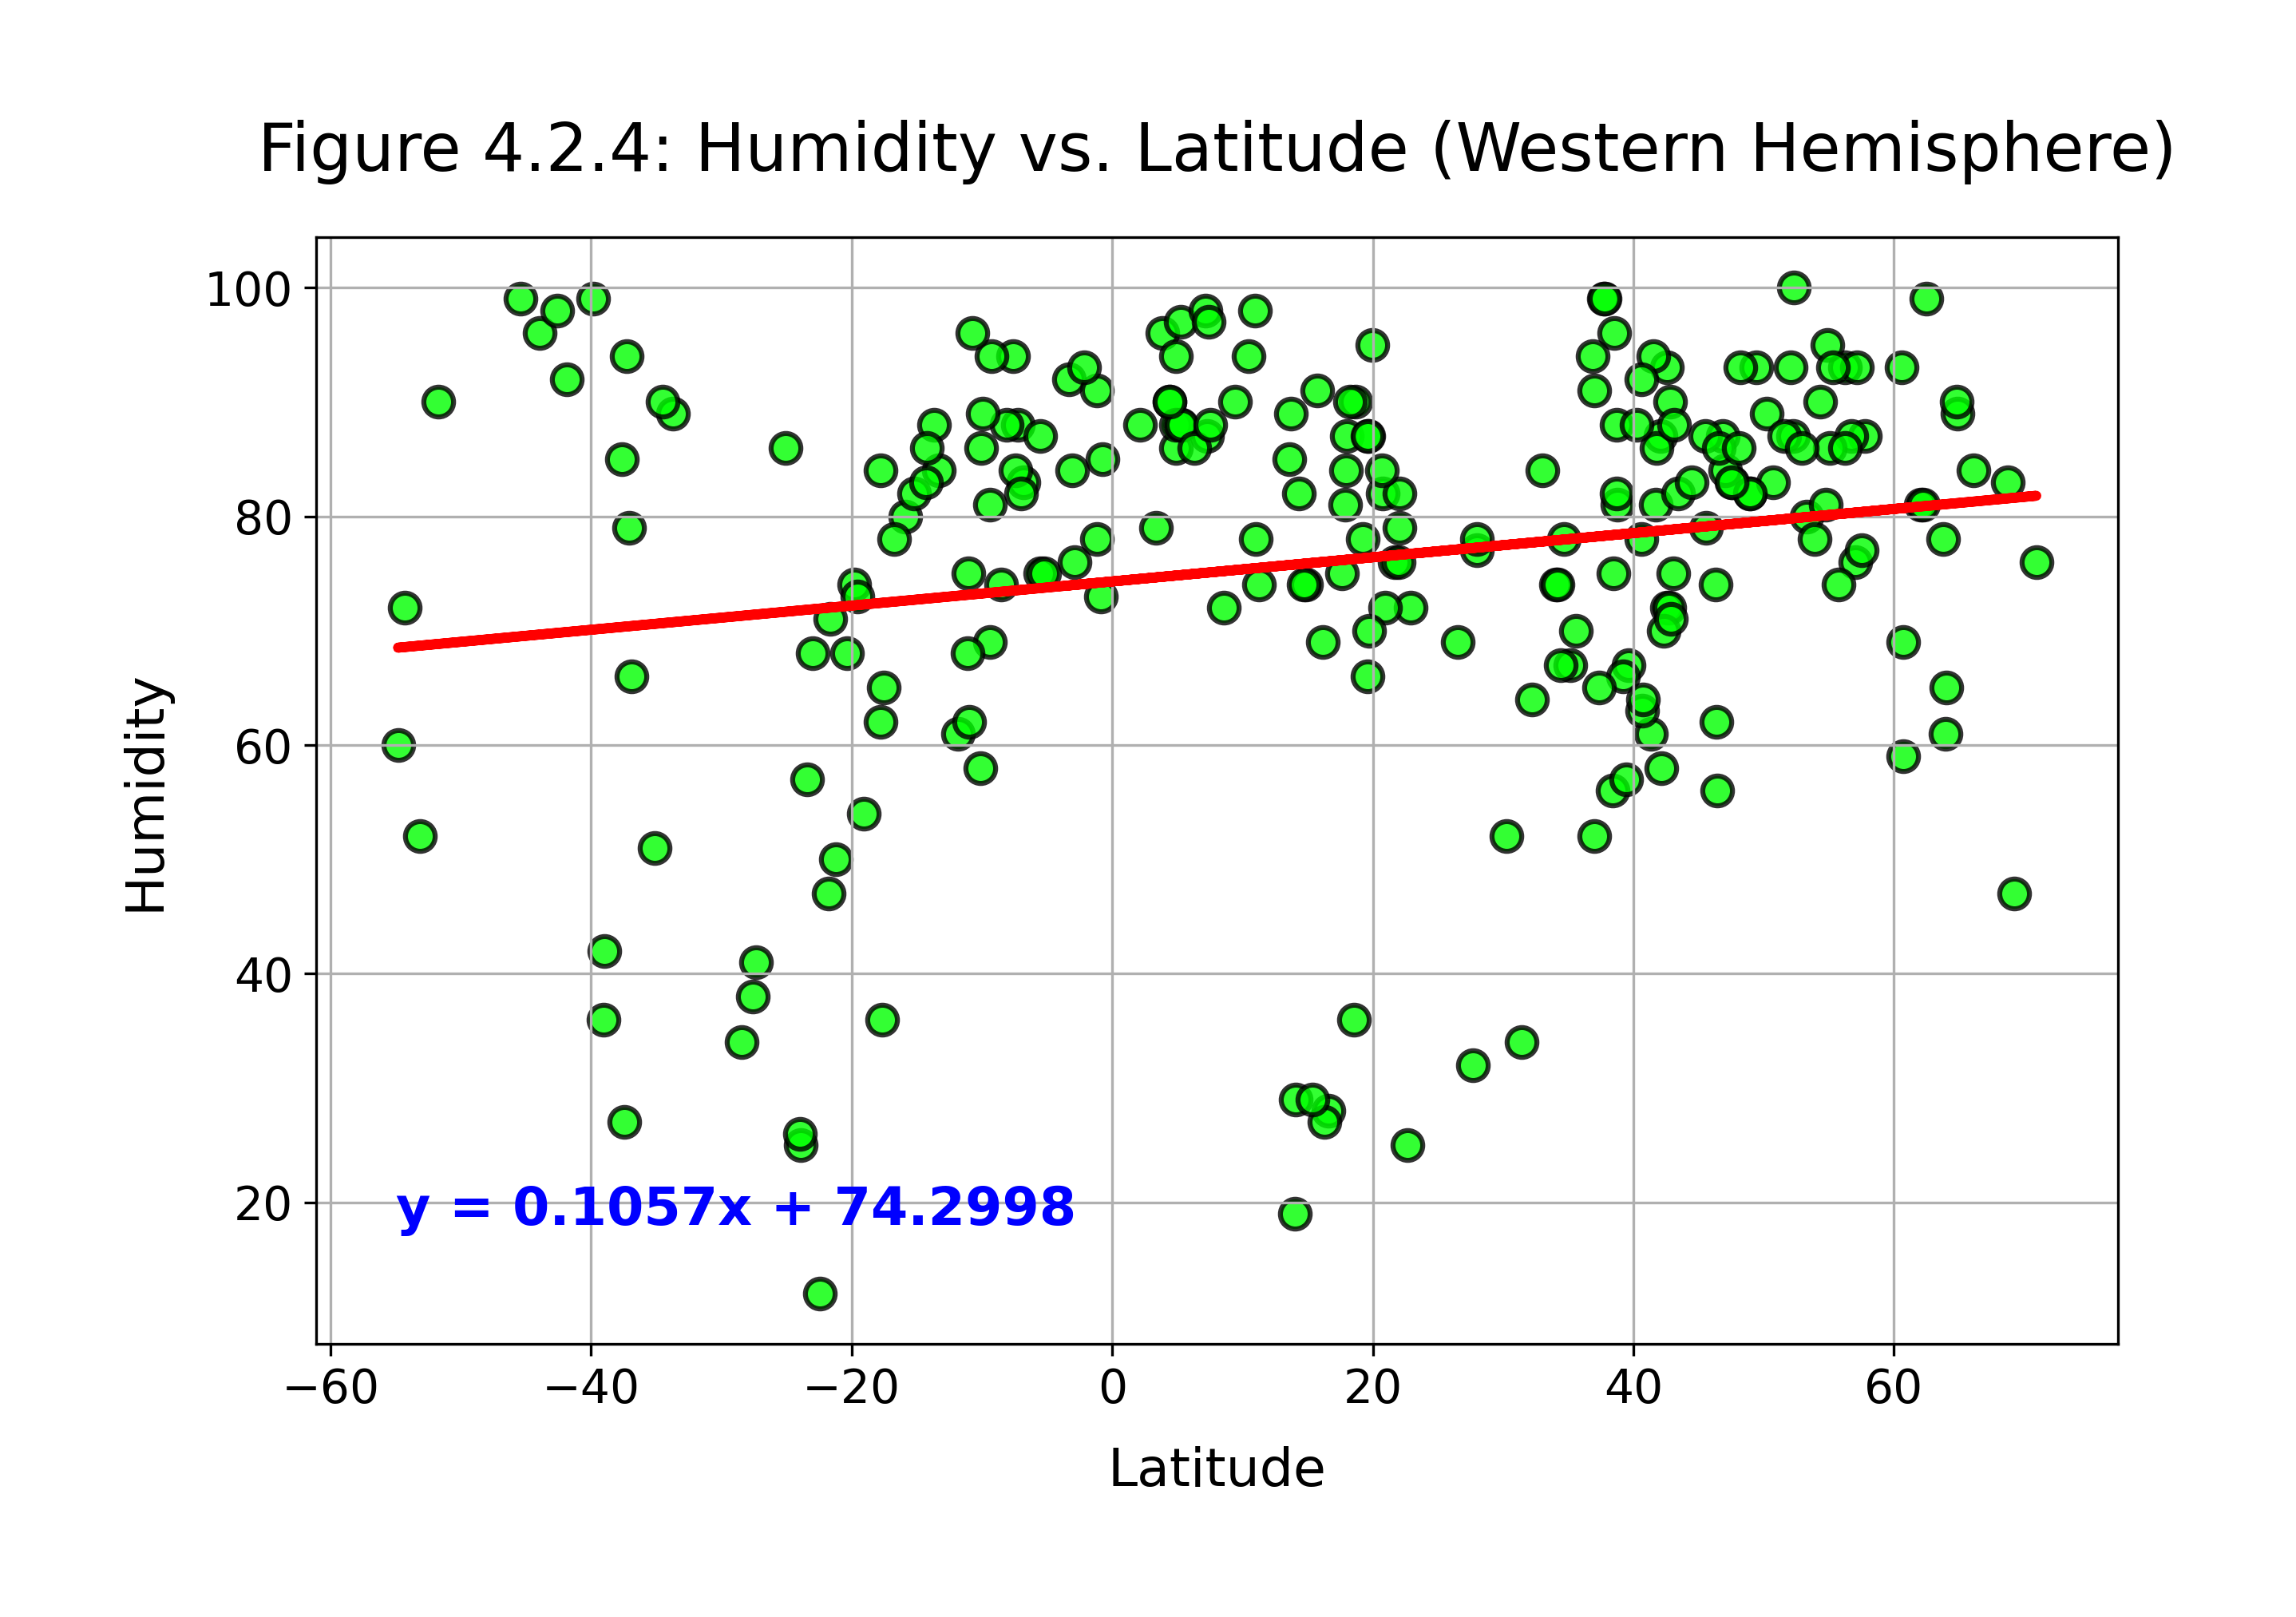 Figure 4.2.4: Humidity vs. Latitude (Western Hemisphere)
100
80
60
40
20
Humidity
y = 0.1057x + 74.2998
−60 −40 −20 0 20 40 60
Latitude